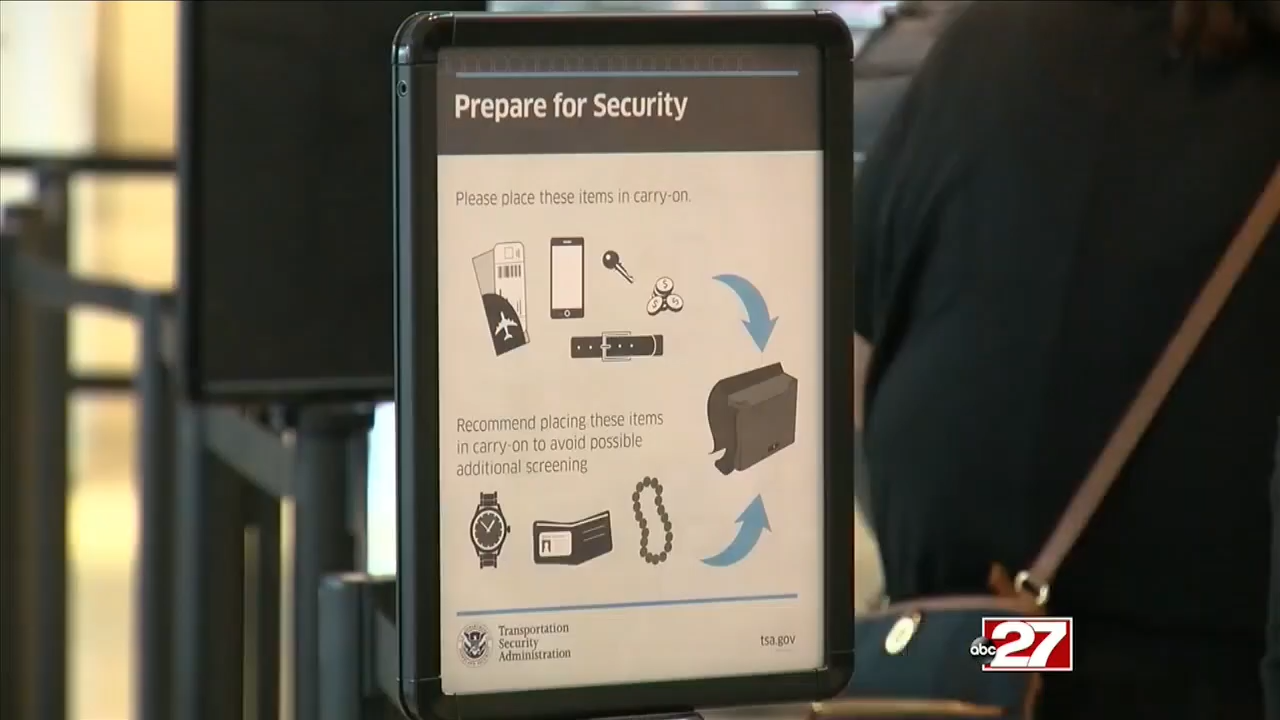 Prepare for Security
Please place these items in carry-on.
Recommend placing these items
in carry-on to avoid possible
additional screening
Transportation
Security
Administration
tsa.gov
abc 27